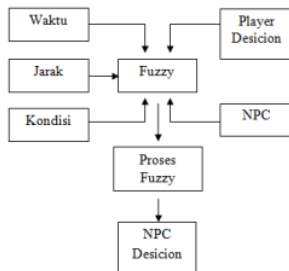 Waktu
Player
Desicion
Jarak
Fuzzy
Kondisi
NPC
Proses
Fuzzy
NPC
Desicion